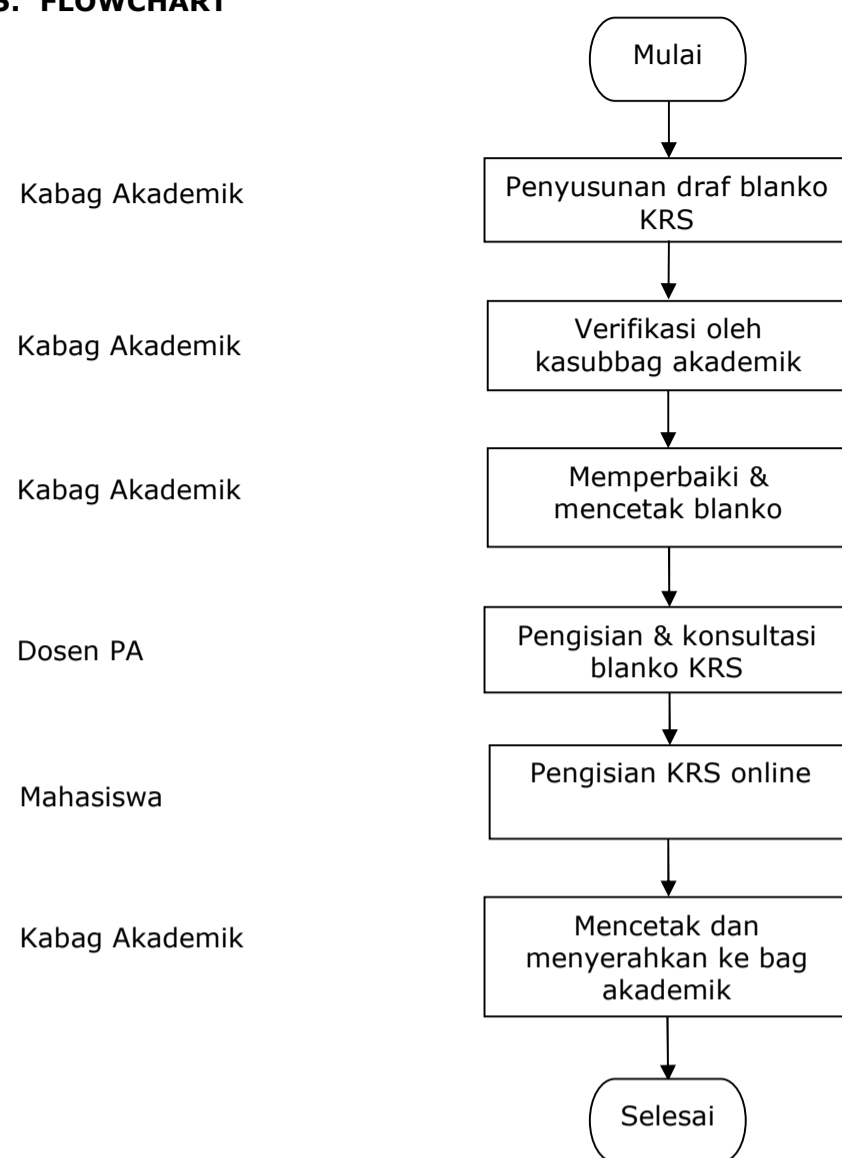 FLOWCHART
Mulai
Kabag Akademik
Penyusunan draf blanko
KRS
Kabag Akademik
Verifikasi oleh
kasubbag akademik
Kabag Akademik
Memperbaiki &
mencetak blanko
Dosen PA
Pengisian & konsultasi
blanko KRS
Mahasiswa
Pengisian KRS online
Kabag Akademik
Mencetak dan
menyerahkan ke bag
akademik
Selesai